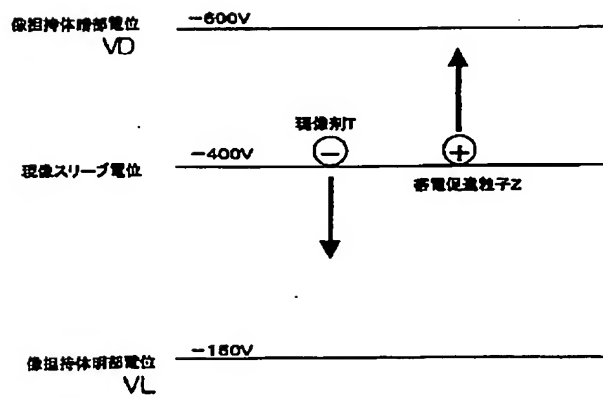 像担持体暗部電位
VD
−600V
現像剤T
−
+
現像スリーブ電位
−400V
帯電促進粒子Z
像担持体明部電位
VL
−150V